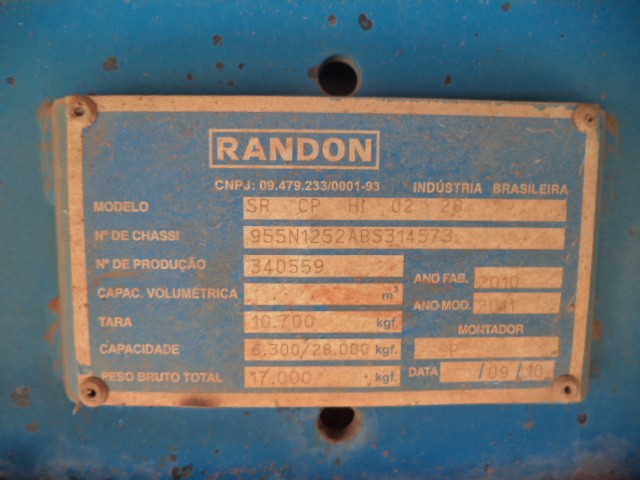 RANDON
CNPJ: 09.479.233/0001-93 INDÚSTRIA BRASILEIRA
MODELO SR CP HI 02 28
Nº DE CHASSI 955N1252ABS314573
Nº DE PRODUÇÃO 340559
ANO FAB. 2010
CAPAC. VOLUMÉTRICA m³
ANO MOD. 2011
TARA 10.700 kgf.
MONTADOR
CAPACIDADE 6.300/28.000 kgf.
PESO BRUTO TOTAL 17.000 kgf. DATA /09/10